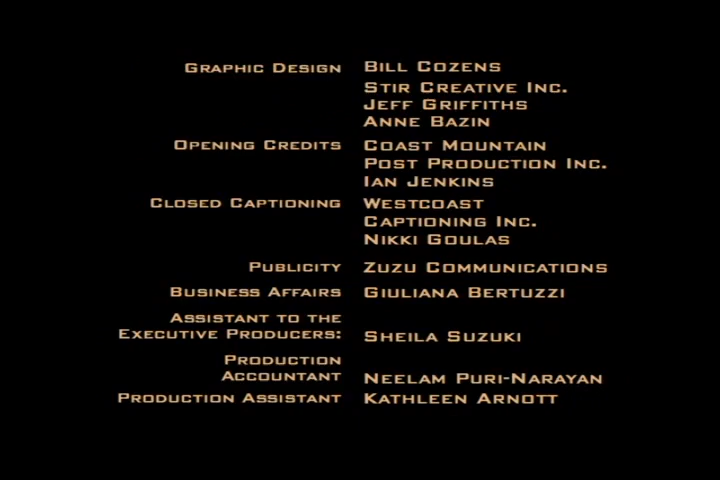 Graphic Design Bill Cozens
Stir Creative Inc.
Jeff Griffiths
Anne Bazin
Opening Credits Coast Mountain
Post Production Inc.
Ian Jenkins
Closed Captioning Westcoast
Captioning Inc.
Nikki Goulas
Publicity Zuzu Communications
Business Affairs Giuliana Bertuzzi
Assistant to the
Executive Producers: Sheila Suzuki
Production
Accountant Neelam Puri-Narayan
Production Assistant Kathleen Arnott